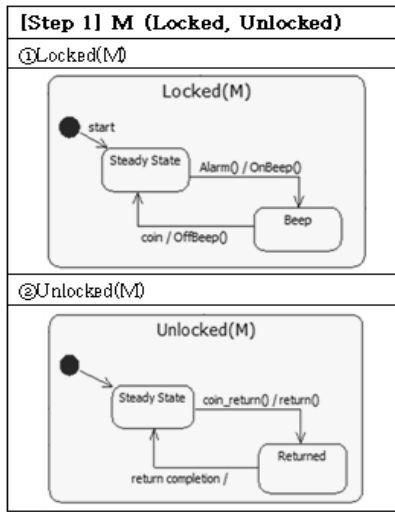 [Step 1] M (Locked, Unlocked)
①Locked(M)
Locked(M)
start
Steady State
Alarm() / OnBeep()
Beep
coin / OffBeep()
②Unlocked(M)
Unlocked(M)
Steady State
coin_return() / return()
Returned
return completion /